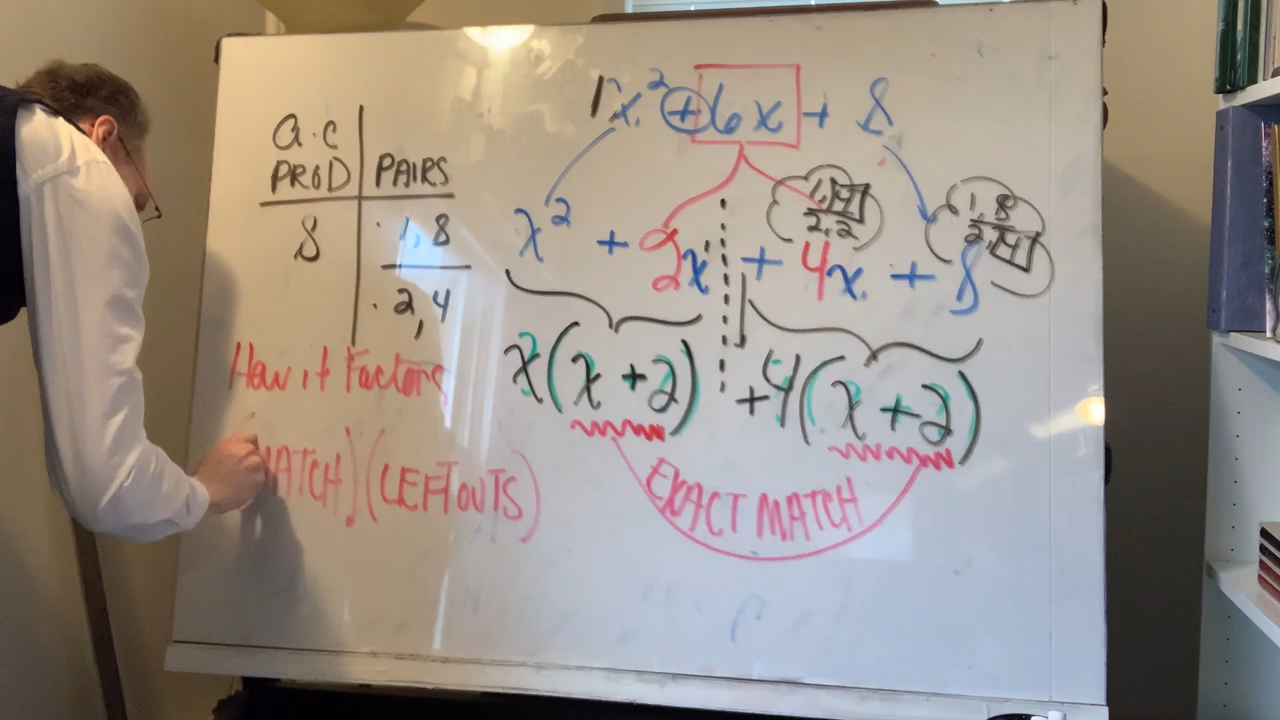 a·c
PROD
PAIRS
8
· 1, 8
· 2, 4
1x² + 6x + 8
1, 4
2, 2
1, 8
2, 4
x² + 2x + 4x + 8
x(x + 2) + 4(x + 2)
EXACT MATCH
How it Factors
(MATCH)(LEFTOUTS)